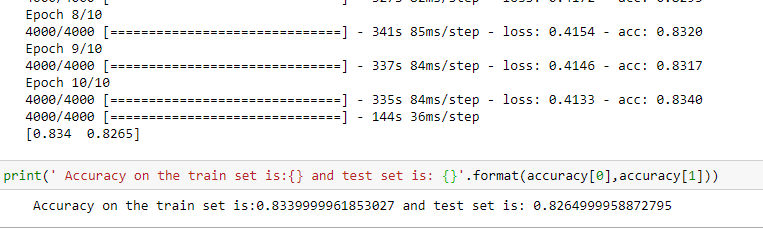 Epoch 8/10
4000/4000 [==============================] - 341s 85ms/step - loss: 0.4154 - acc: 0.8320
Epoch 9/10
4000/4000 [==============================] - 337s 84ms/step - loss: 0.4146 - acc: 0.8317
Epoch 10/10
4000/4000 [==============================] - 335s 84ms/step - loss: 0.4133 - acc: 0.8340
4000/4000 [==============================] - 144s 36ms/step
[0.834  0.8265]
print(' Accuracy on the train set is:{} and test set is: {}'.format(accuracy[0],accuracy[1]))
Accuracy on the train set is:0.8339999961853027 and test set is: 0.8264999958872795